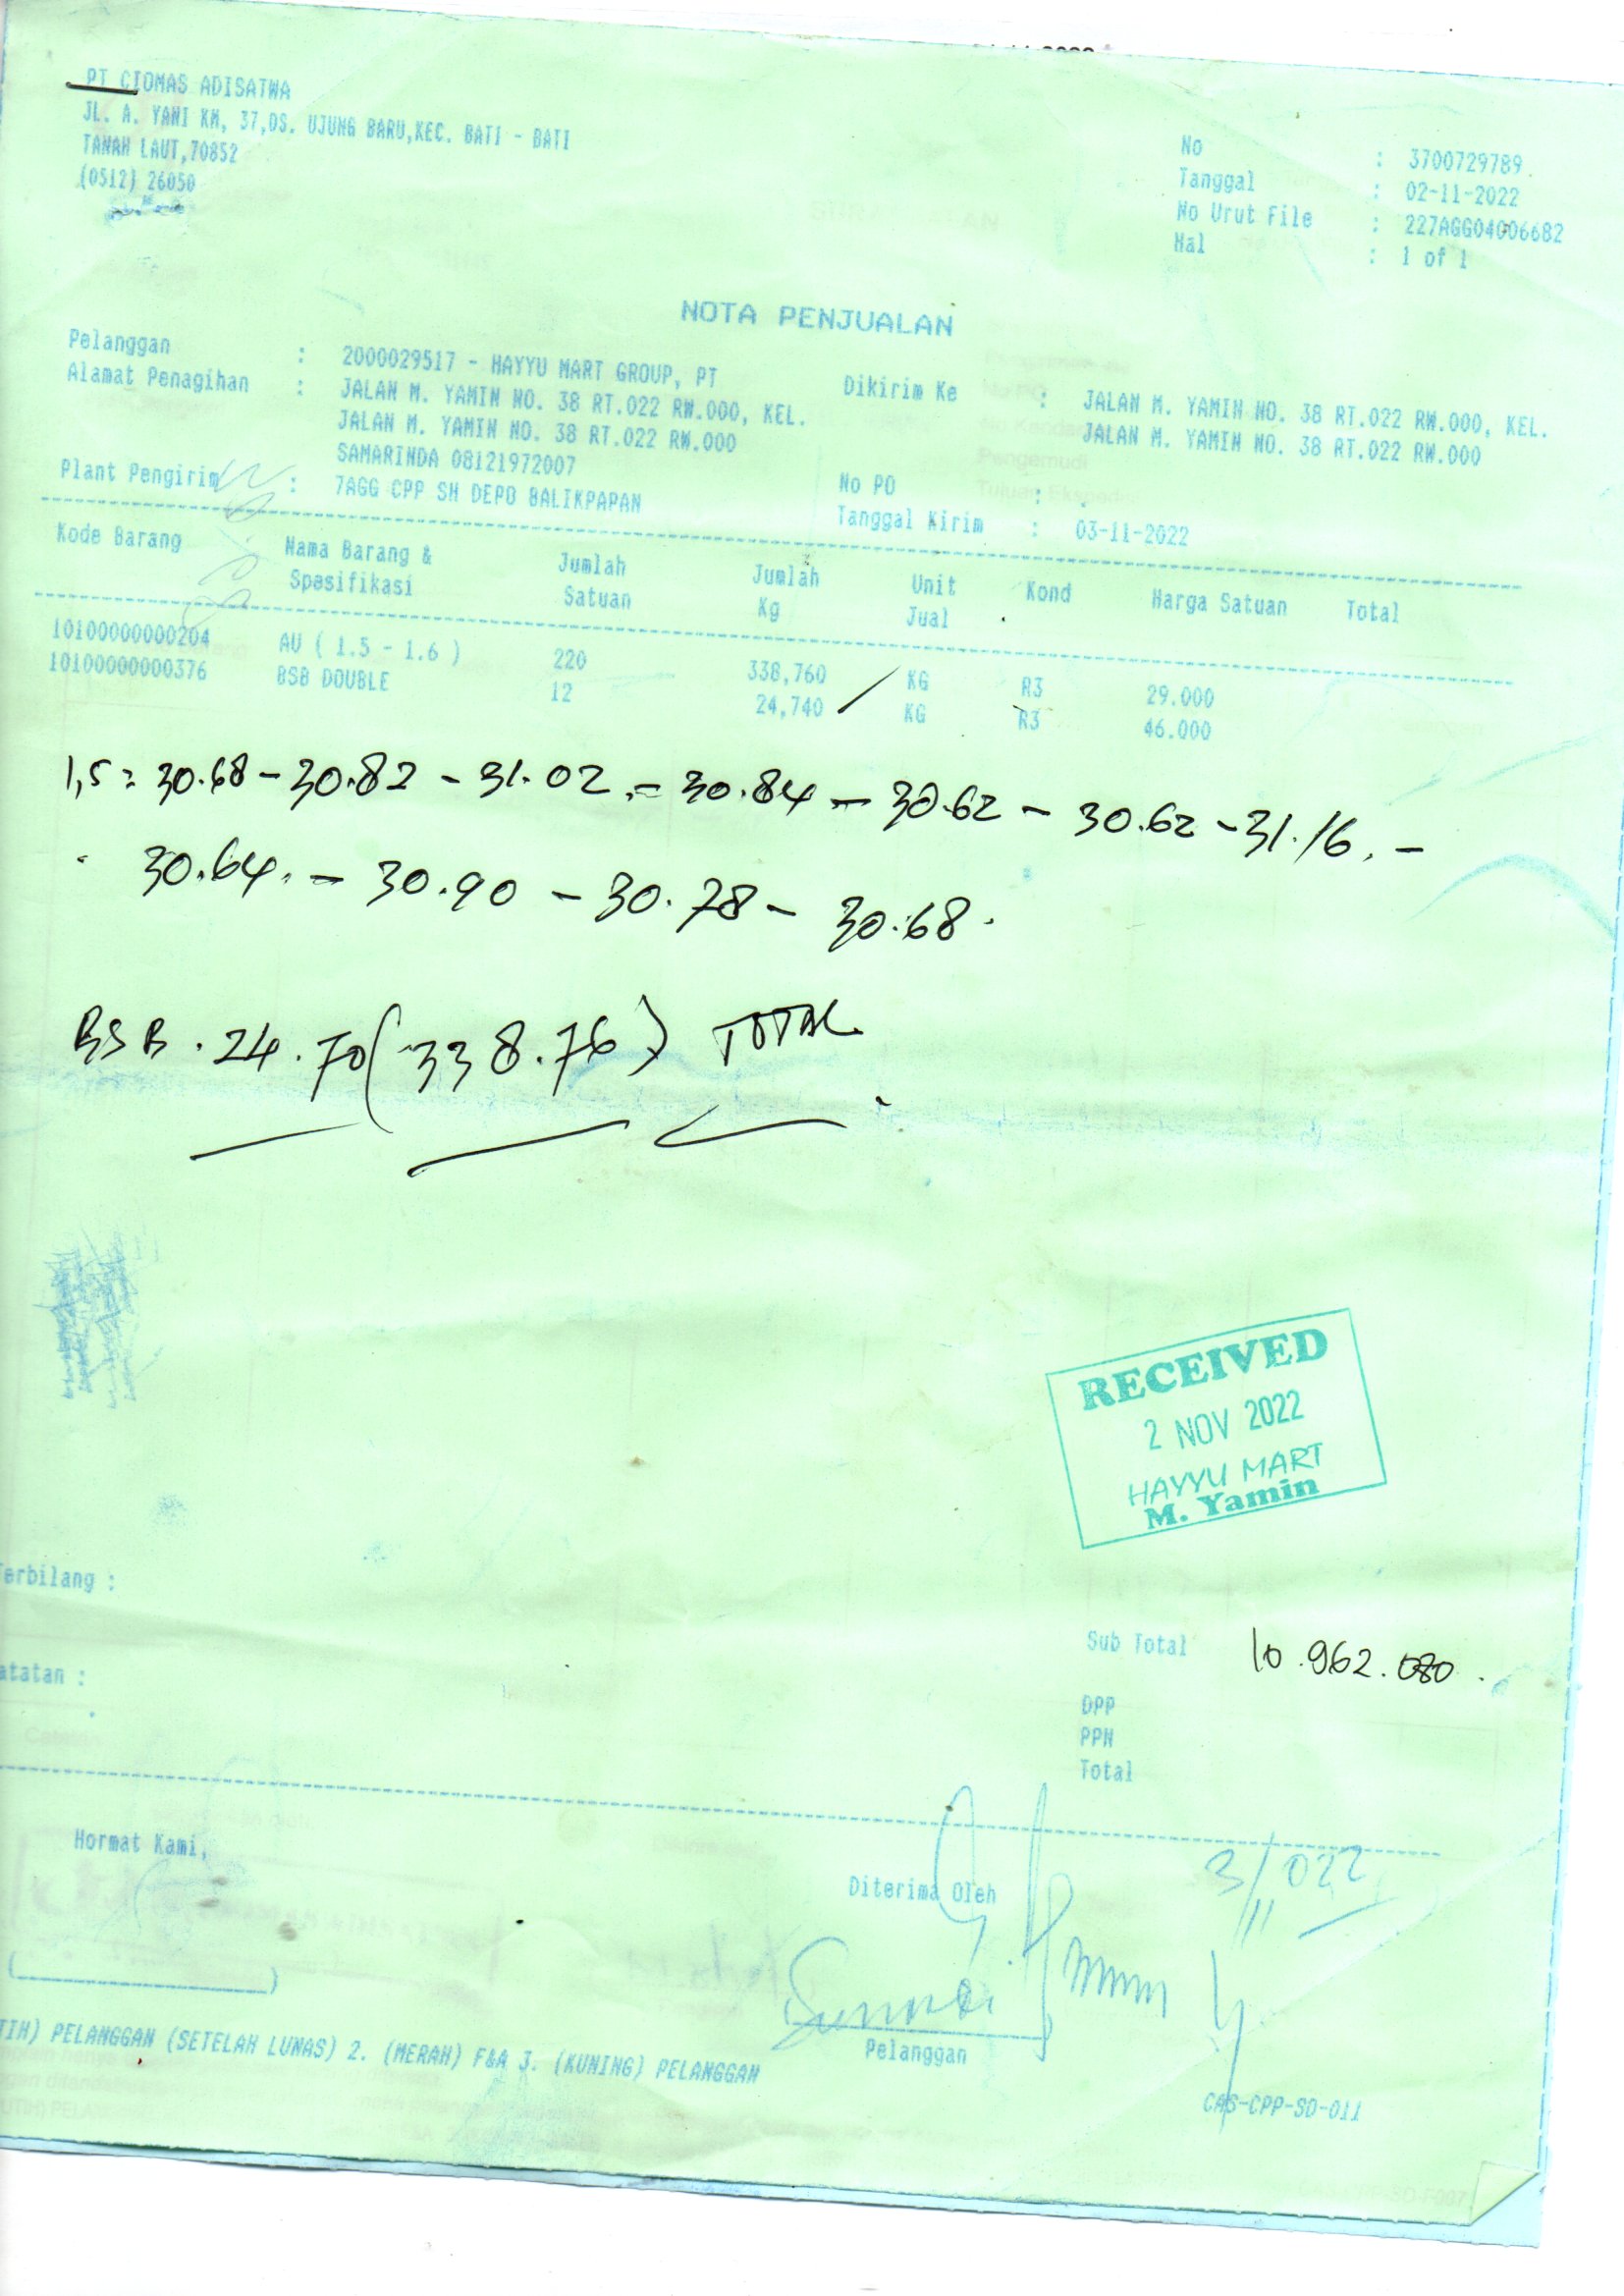 PT CIOMAS ADISATWA
JL. A. YANI KM, 37,DS. UJUNG BARU,KEC. BATI - BATI
TANAH LAUT,70852
(0512) 26050
No : 3700729789
Tanggal : 02-11-2022
No Urut File : 227AGG04006682
Hal : 1 of 1
NOTA PENJUALAN
Pelanggan : 2000029517 - HAYYU MART GROUP, PT
Alamat Penagihan : JALAN M. YAMIN NO. 38 RT.022 RW.000, KEL.
JALAN M. YAMIN NO. 38 RT.022 RW.000
SAMARINDA 08121972007
Plant Pengirim : 7AGG CPP SH DEPO BALIKPAPAN
Dikirim Ke : JALAN M. YAMIN NO. 38 RT.022 RW.000, KEL.
JALAN M. YAMIN NO. 38 RT.022 RW.000
No PO :
Tanggal Kirim : 03-11-2022
Kode Barang Nama Barang & Jumlah Jumlah Unit Kond Harga Satuan Total
Spesifikasi Satuan Kg Jual
10100000000204 AU ( 1.5 - 1.6 ) 220 338,760 KG R3 29.000
10100000000376 BSB DOUBLE 12 24,740 KG R3 46.000
1,5 = 30.68 - 30.82 - 31.02 - 30.84 - 30.62 - 30.62 - 31.16. -
30.64. - 30.90 - 30.78 - 30.68.
BSB . 24.70 (338.76) TOTAL
RECEIVED
2 NOV 2022
HAYYU MART
M. Yamin
erbilang :
Sub Total 10.962.080.
atatan :
DPP
PPN
Total
Hormat Kami,
Diterima Oleh
3/11 022
Pelanggan
TIH) PELANGGAN (SETELAH LUNAS) 2. (MERAH) F&A 3. (KUNING) PELANGGAN
CAS-CPP-SD-011